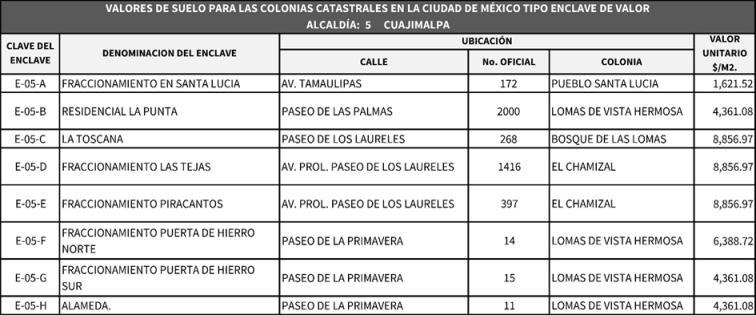 VALORES DE SUELO PARA LAS COLONIAS CATASTRALES EN LA CIUDAD DE MÉXICO TIPO ENCLAVE DE VALOR
ALCALDÍA: 5 CUAJIMALPA
CLAVE DEL ENCLAVE DENOMINACION DEL ENCLAVE UBICACIÓN VALOR UNITARIO $/M2.
CALLE No. OFICIAL COLONIA
E-05-A FRACCIONAMIENTO EN SANTA LUCIA AV. TAMAULIPAS 172 PUEBLO SANTA LUCIA 1,621.52
E-05-B RESIDENCIAL LA PUNTA PASEO DE LAS PALMAS 2000 LOMAS DE VISTA HERMOSA 4,361.08
E-05-C LA TOSCANA PASEO DE LOS LAURELES 268 BOSQUE DE LAS LOMAS 8,856.97
E-05-D FRACCIONAMIENTO LAS TEJAS AV. PROL. PASEO DE LOS LAURELES 1416 EL CHAMIZAL 8,856.97
E-05-E FRACCIONAMIENTO PIRACANTOS AV. PROL. PASEO DE LOS LAURELES 397 EL CHAMIZAL 8,856.97
E-05-F FRACCIONAMIENTO PUERTA DE HIERRO NORTE PASEO DE LA PRIMAVERA 14 LOMAS DE VISTA HERMOSA 6,388.72
E-05-G FRACCIONAMIENTO PUERTA DE HIERRO SUR PASEO DE LA PRIMAVERA 15 LOMAS DE VISTA HERMOSA 4,361.08
E-05-H ALAMEDA. PASEO DE LA PRIMAVERA 11 LOMAS DE VISTA HERMOSA 4,361.08